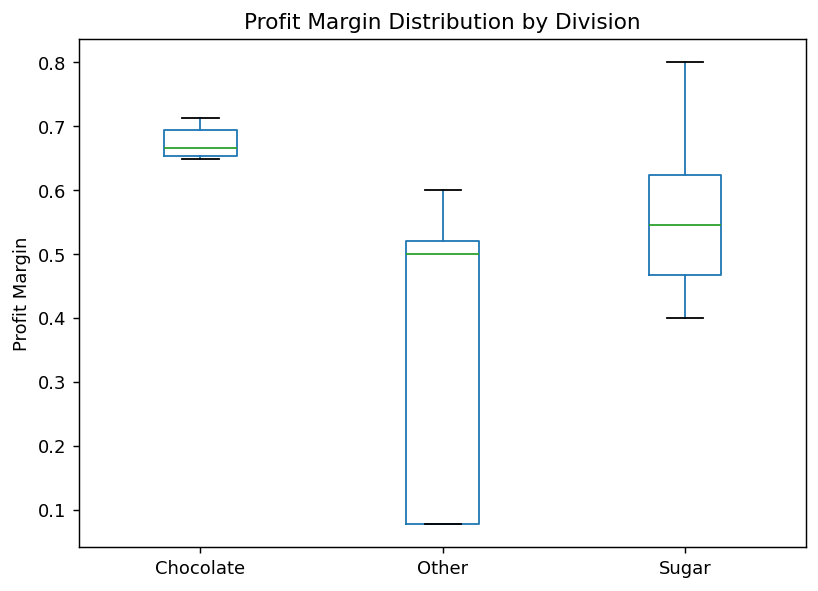 Profit Margin Distribution by Division
Profit Margin
0.8
0.7
0.6
0.5
0.4
0.3
0.2
0.1
Chocolate Other Sugar